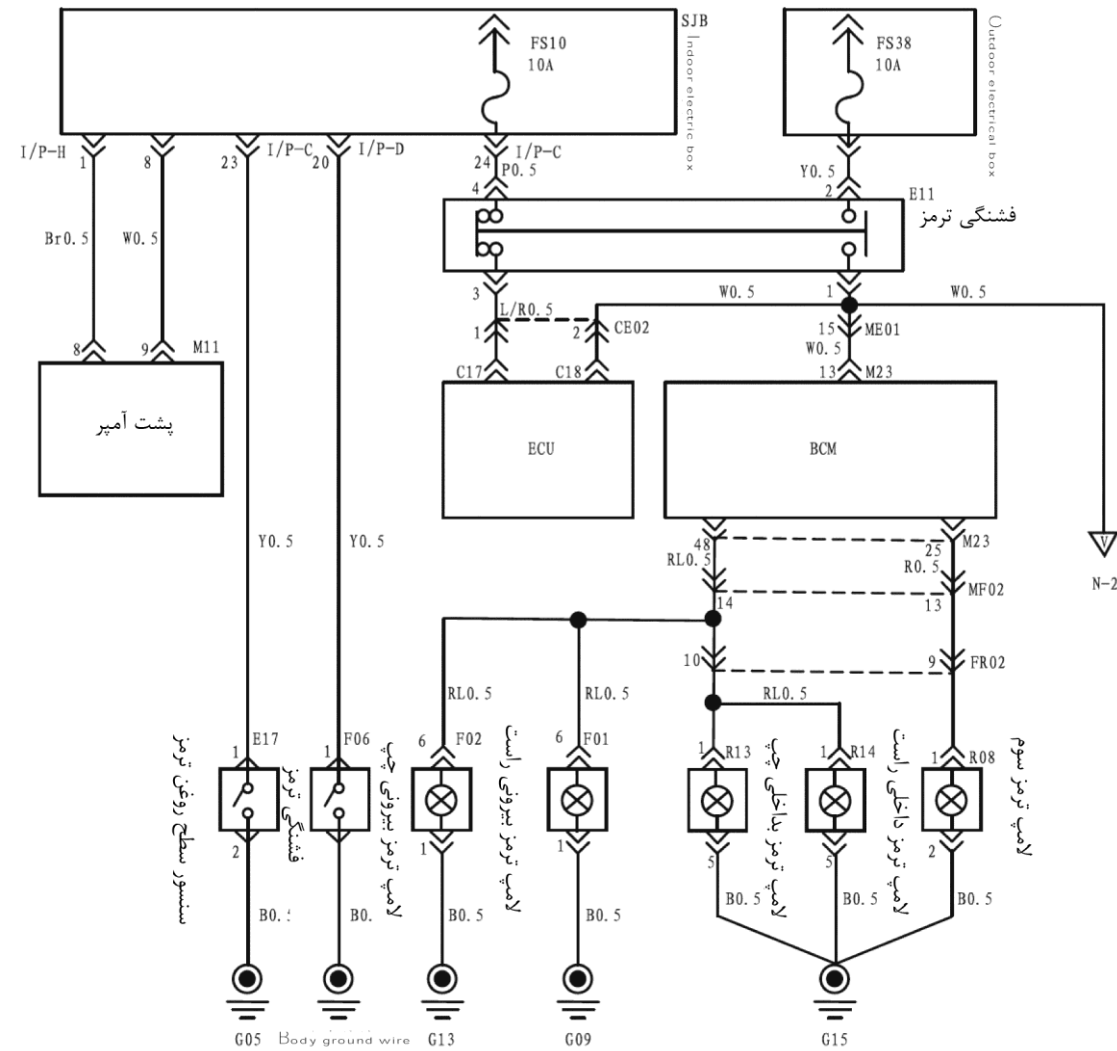 SJB
Indoor electric box
FS10
10A
FS38
10A
Outdoor electrical box
I/P-H
1
8
23
I/P-C
20
I/P-D
24
I/P-C
P0.5
4
Y0.5
2
E11
فشنگی ترمز
Br0.5
W0.5
3
1
L/R0.5
W0.5
W0.5
1
2
CE02
15
ME01
W0.5
8
9
M11
C17
C18
13
M23
پشت آمپر
ECU
BCM
48
25
M23
RL0.5
R0.5
Y0.5
Y0.5
N-2
V
14
13
MF02
10
9
FR02
RL0.5
RL0.5
RL0.5
1
E17
1
F06
6
F02
6
F01
1
R13
1
R14
1
R08
سنسور سطح روغن ترمز
فشنگی ترمز
لامپ ترمز بیرونی چپ
لامپ ترمز بیرونی راست
لامپ ترمز بداخلی چپ
لامپ ترمز داخلی راست
لامپ ترمز سوم
2
1
1
5
5
2
B0.5
B0.
B0.5
B0.5
B0.5
B0.5
B0.5
G05
Body ground wire
G13
G09
G15